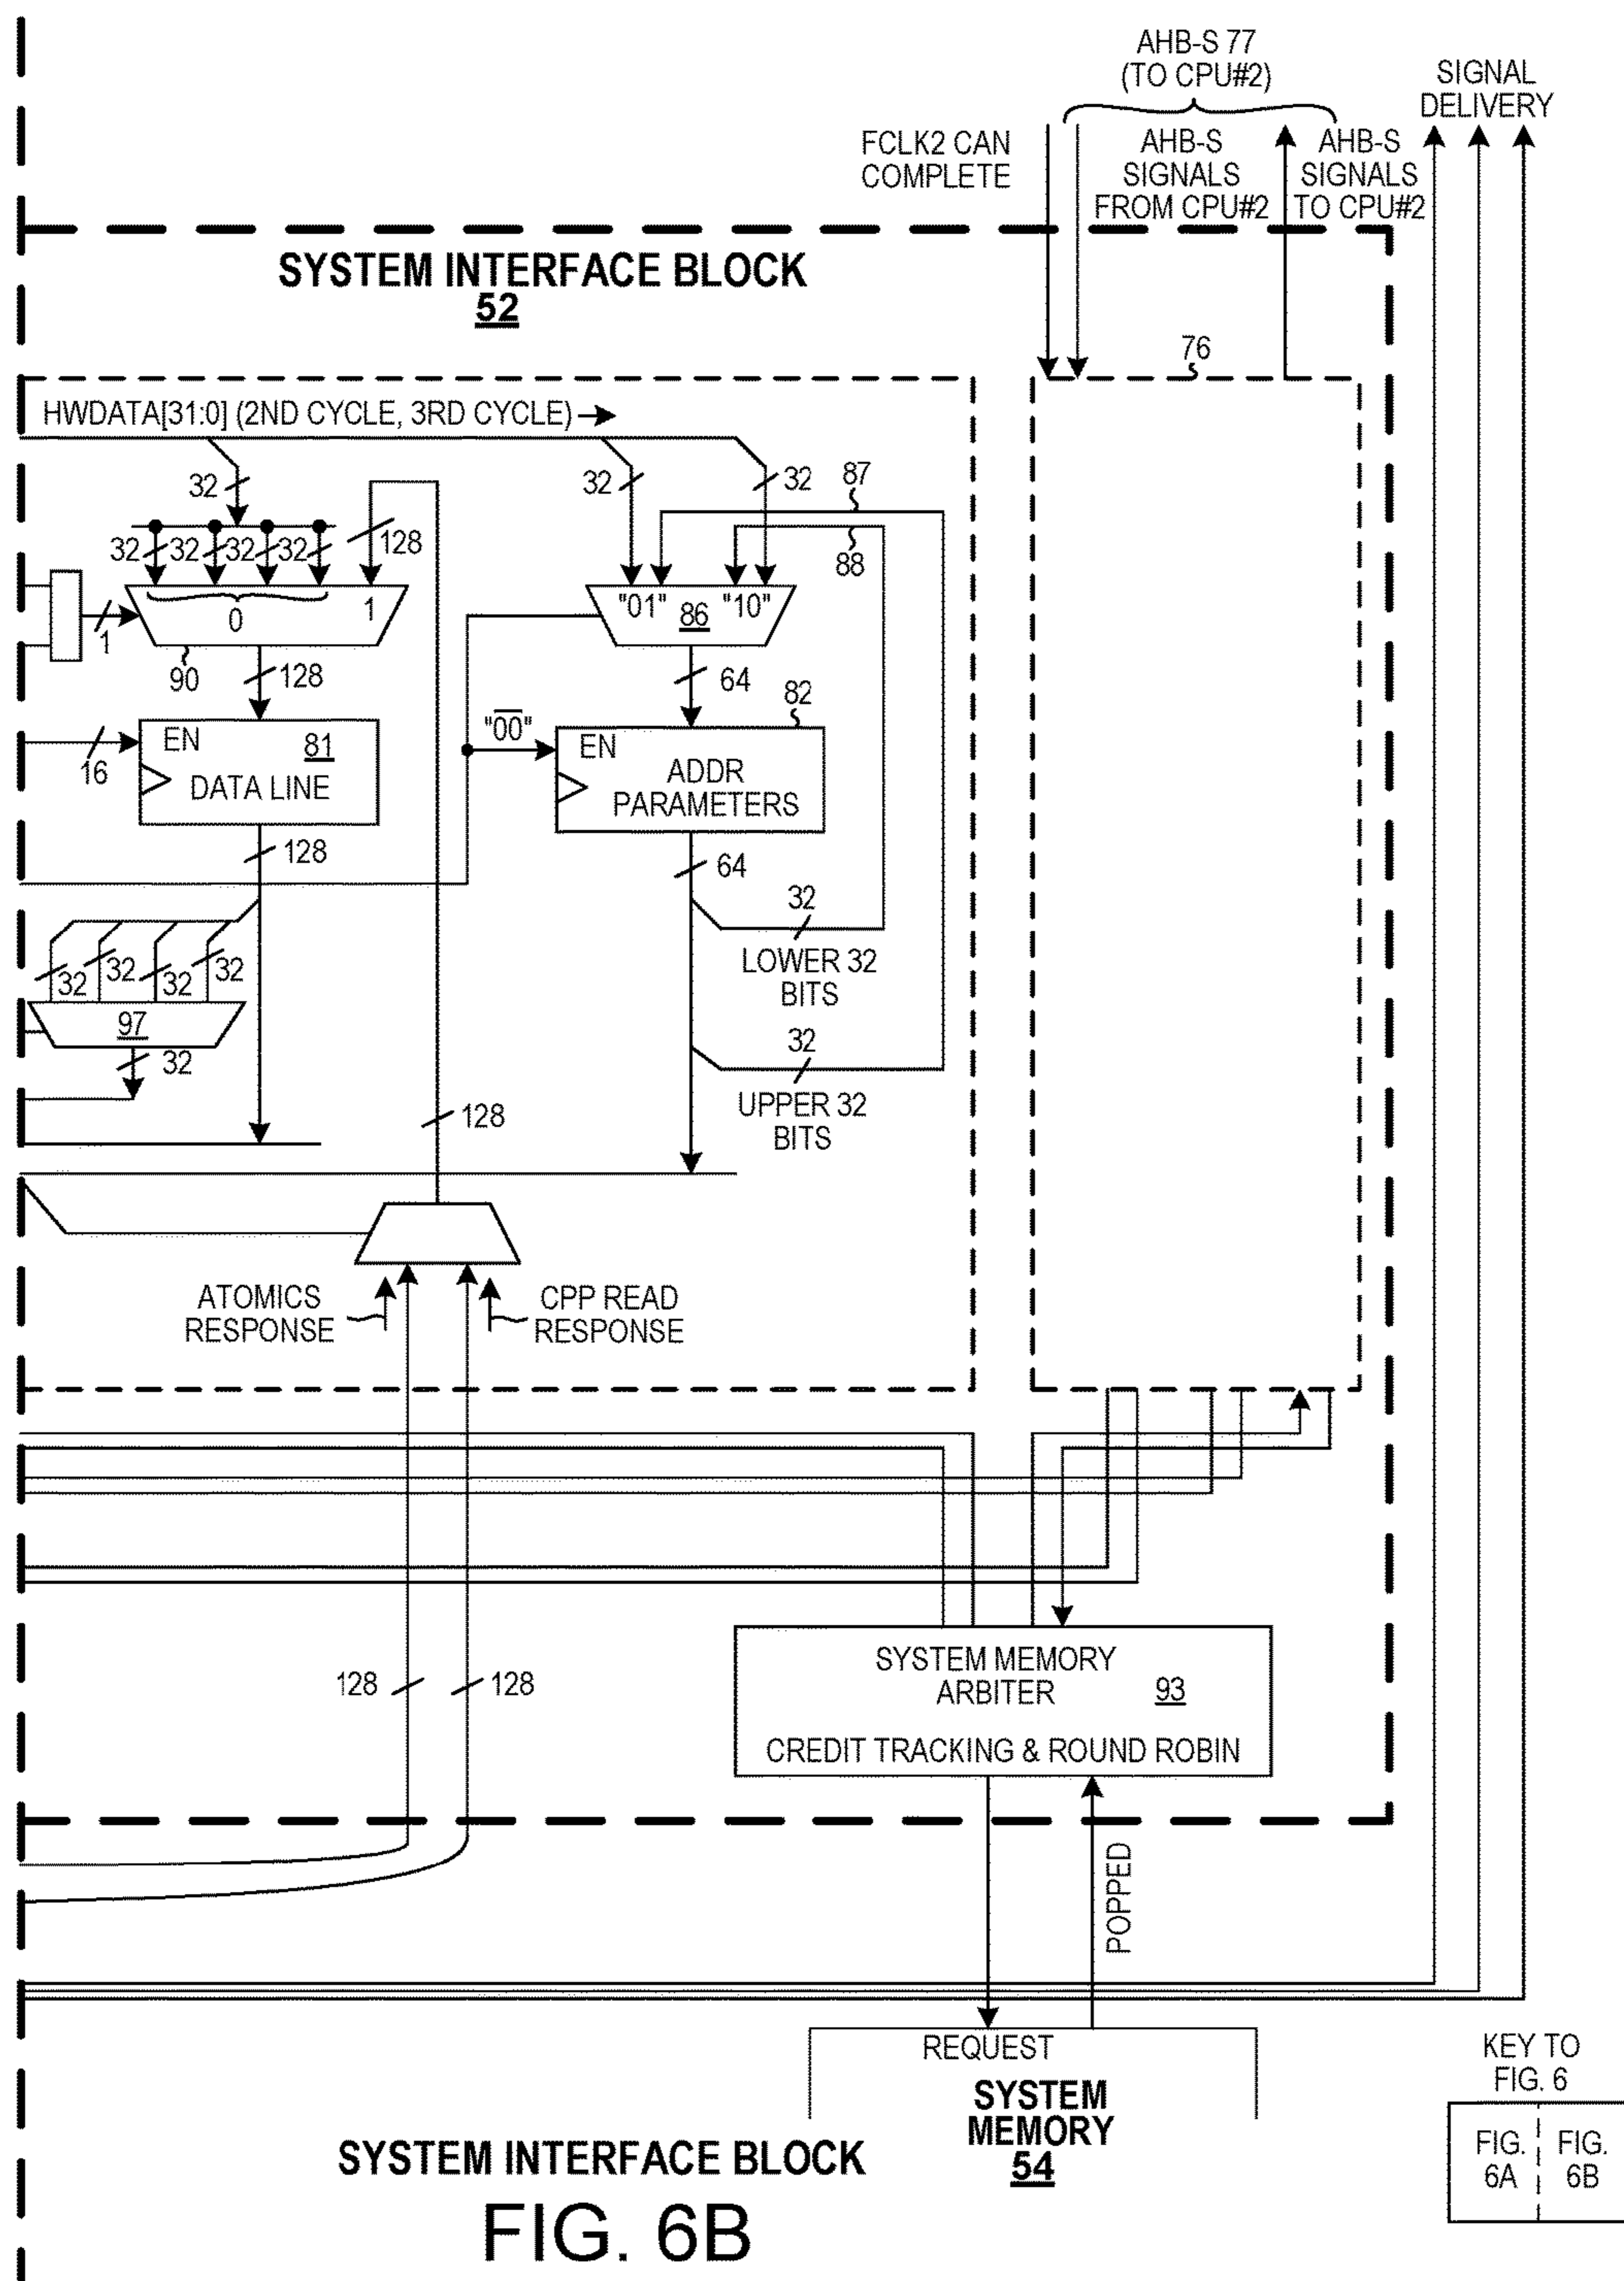 AHB-S 77
(TO CPU#2)
SIGNAL
DELIVERY
FCLK2 CAN
COMPLETE
AHB-S
SIGNALS
FROM CPU#2
AHB-S
SIGNALS
TO CPU#2
SYSTEM INTERFACE BLOCK
52
76
HWDATA[31:0] (2ND CYCLE, 3RD CYCLE)
32
32
32
87
32
32
32
32
128
88
0
1
"01"
86
"10"
1
90
128
64
82
"00"
EN
81
DATA LINE
16
EN
ADDR
PARAMETERS
128
64
32
LOWER 32
BITS
32
32
32
32
97
32
32
UPPER 32
BITS
128
ATOMICS
RESPONSE
CPP READ
RESPONSE
128
128
SYSTEM MEMORY
ARBITER
93
CREDIT TRACKING & ROUND ROBIN
POPPED
REQUEST
SYSTEM
MEMORY
54
KEY TO
FIG. 6
FIG.
6A
FIG.
6B
SYSTEM INTERFACE BLOCK
FIG. 6B